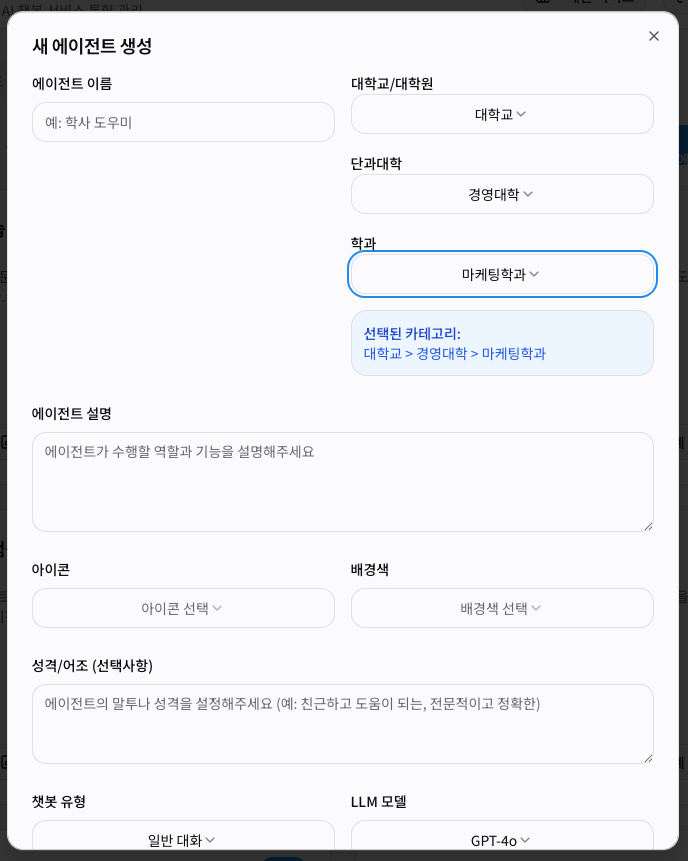 새 에이전트 생성
에이전트 이름
예: 학사 도우미
대학교/대학원
대학교
단과대학
경영대학
학과
마케팅학과
선택된 카테고리:
대학교 > 경영대학 > 마케팅학과
에이전트 설명
에이전트가 수행할 역할과 기능을 설명해주세요
아이콘
아이콘 선택
배경색
배경색 선택
성격/어조 (선택사항)
에이전트의 말투나 성격을 설정해주세요 (예: 친근하고 도움이 되는, 전문적이고 정확한)
챗봇 유형
일반 대화
LLM 모델
GPT-4o